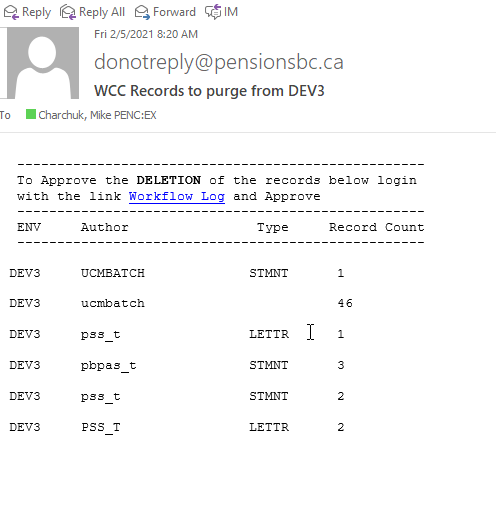 Reply Reply All Forward IM
Fri 2/5/2021 8:20 AM
donotreply@pensionsbc.ca
WCC Records to purge from DEV3
To Charchuk, Mike PENC:EX
---------------------------------------------------
To Approve the DELETION of the records below login
with the link Workflow Log and Approve
---------------------------------------------------
ENV Author Type Record Count
---------------------------------------------------
DEV3 UCMBATCH STMNT 1
DEV3 ucmbatch 46
DEV3 pss_t LETTR 1
DEV3 pbpas_t STMNT 3
DEV3 pss_t STMNT 2
DEV3 PSS_T LETTR 2